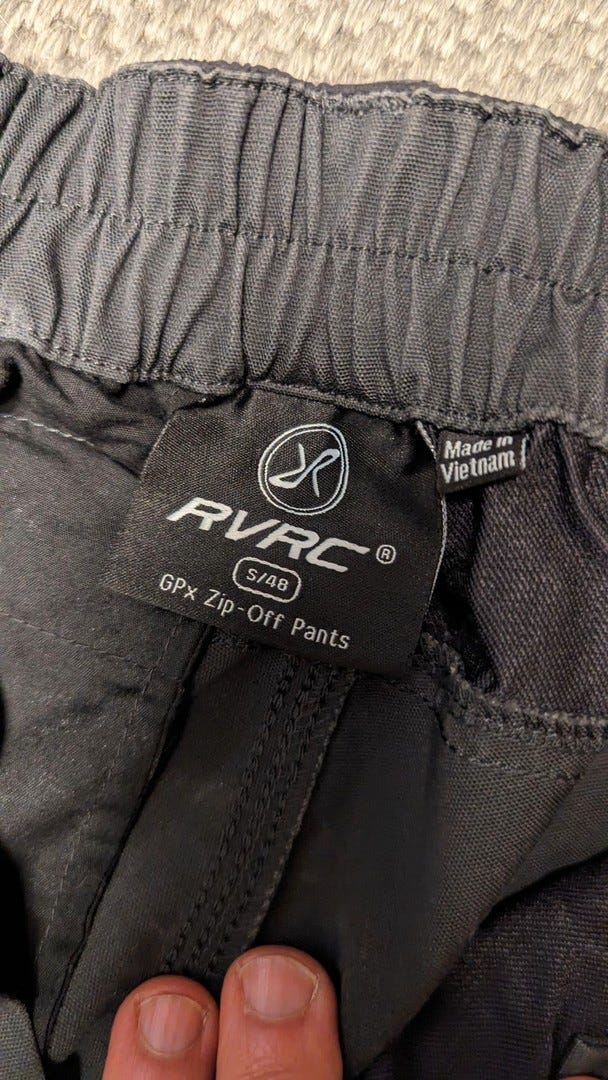 RVRC®
S/48
GPx Zip-Off Pants
Made in
Vietnam